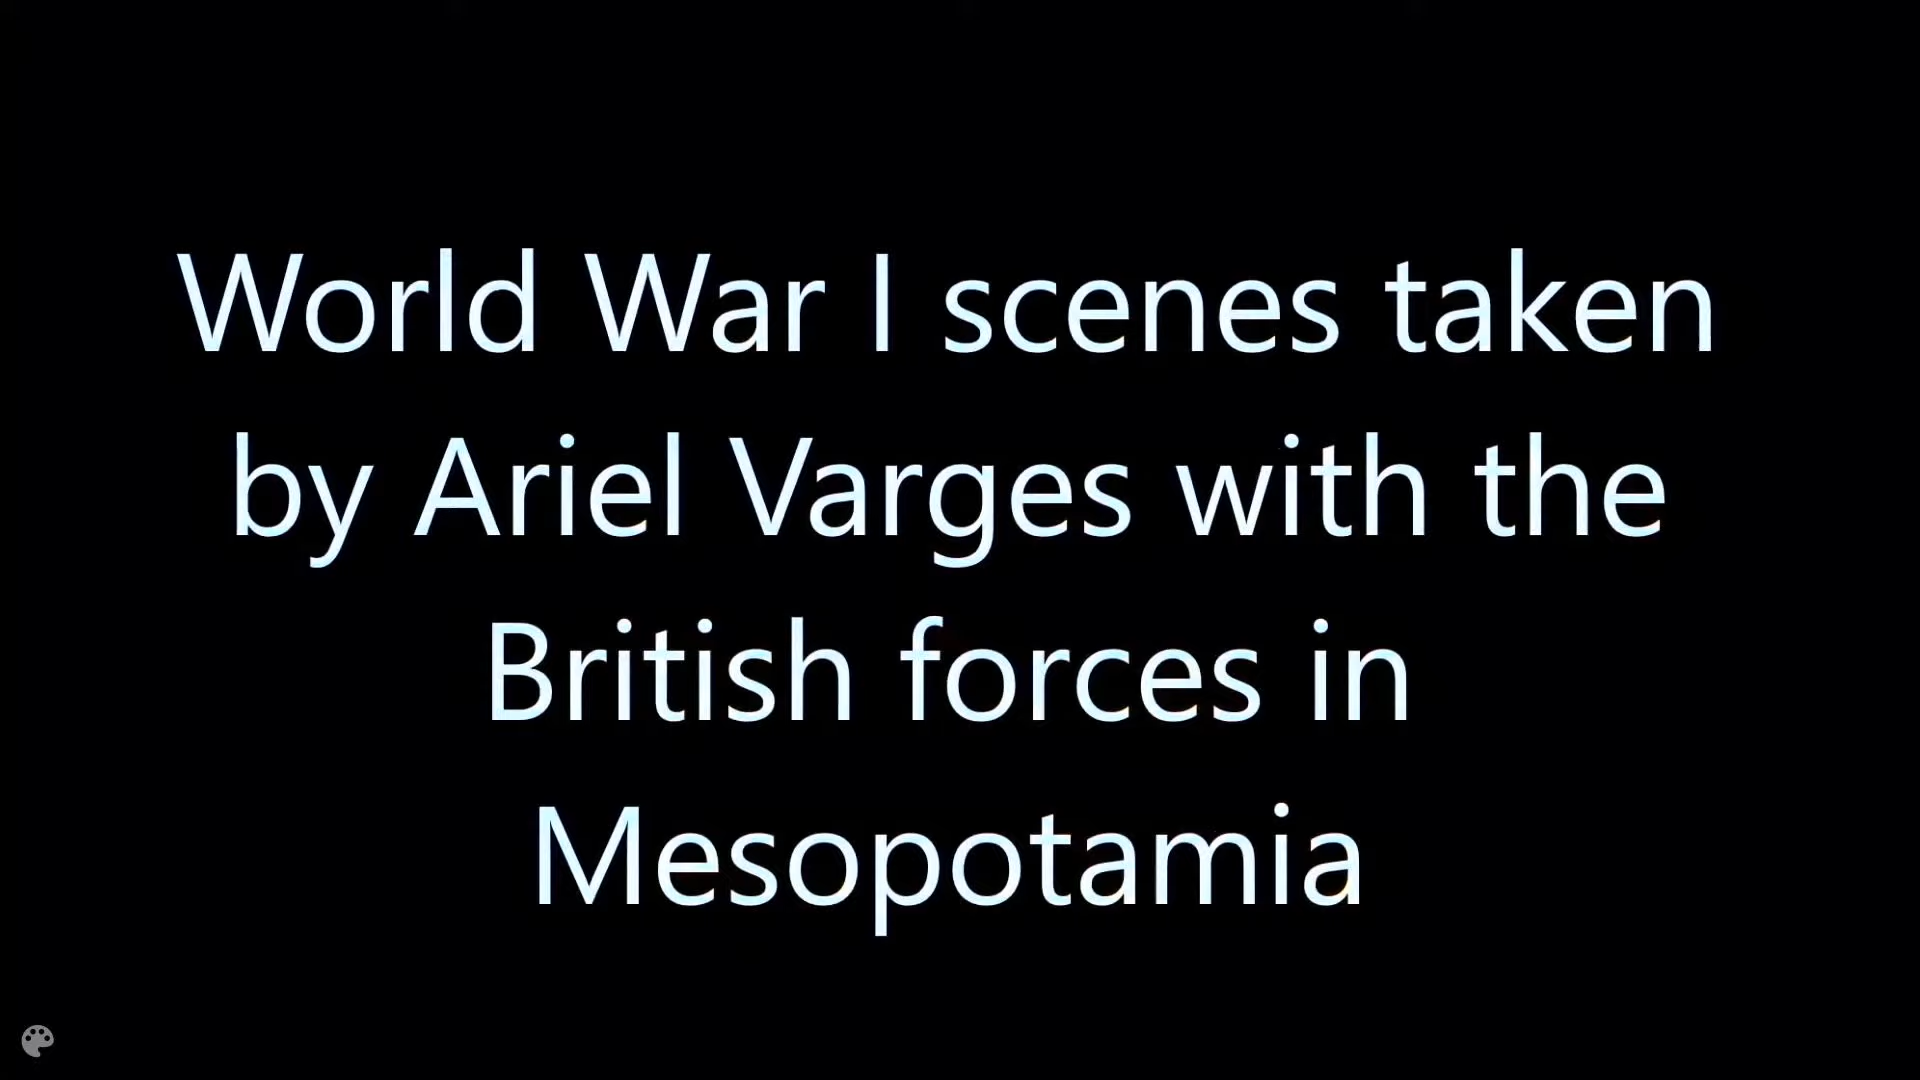 World War I scenes taken
by Ariel Varges with the
British forces in
Mesopotamia